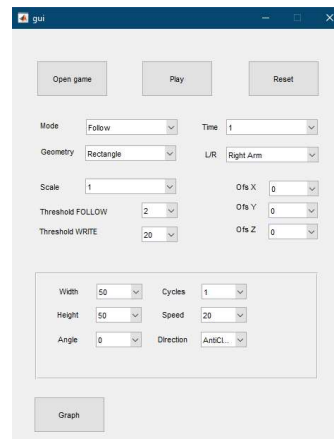 gui
Open game Play Reset
Mode Follow Time 1
Geometry Rectangle L/R Right Arm
Scale 1 Ofs X 0
Threshold FOLLOW 2 Ofs Y 0
Threshold WRITE 20 Ofs Z 0
Width 50 Cycles 1
Height 50 Speed 20
Angle 0 Direction AntiCl...
Graph